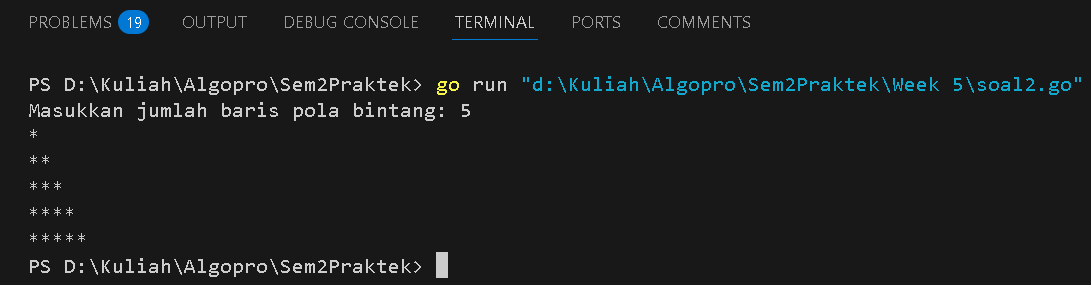 PROBLEMS 19 OUTPUT DEBUG CONSOLE TERMINAL PORTS COMMENTS
PS D:\Kuliah\Algopro\Sem2Praktek> go run "d:\Kuliah\Algopro\Sem2Praktek\Week 5\soal2.go"
Masukkan jumlah baris pola bintang: 5
*
**
***
****
*****
PS D:\Kuliah\Algopro\Sem2Praktek>